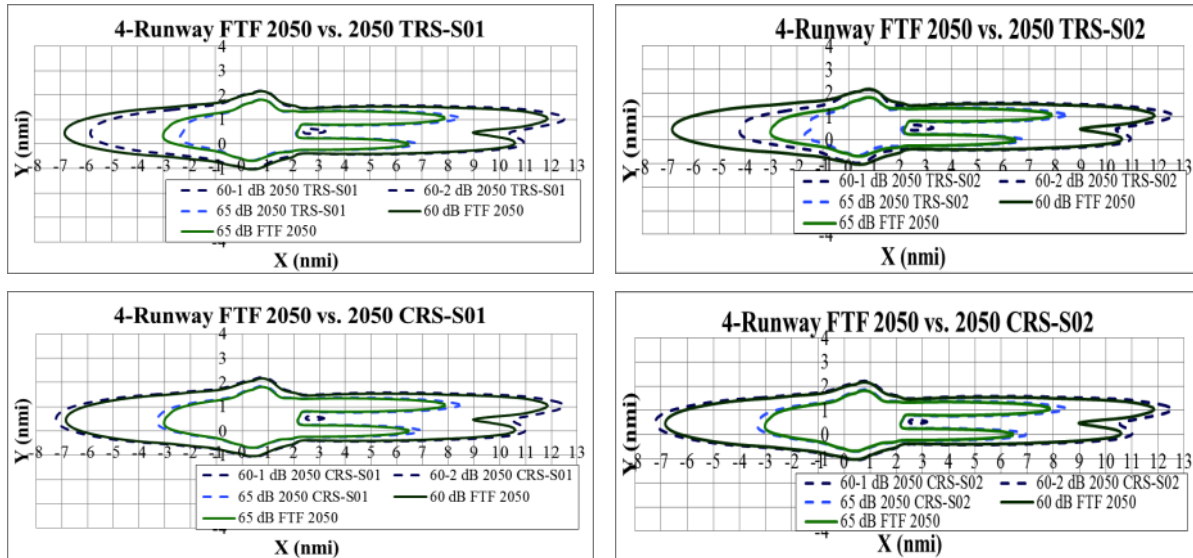 4-Runway FTF 2050 vs. 2050 TRS-S01
4
3
2
1
0
-8 -7 -6 -5 -4 -3 -2 -1 0 1 2 3 4 5 6 7 8 9 10 11 12 13
-4
Y (nmi)
60-1 dB 2050 TRS-S01 60-2 dB 2050 TRS-S01
65 dB 2050 TRS-S01 60 dB FTF 2050
65 dB FTF 2050
X (nmi)
4-Runway FTF 2050 vs. 2050 TRS-S02
4
3
2
1
0
-8 -7 -6 -5 -4 -3 -2 -1 0 1 2 3 4 5 6 7 8 9 10 11 12 13
-4
Y (nmi)
60-1 dB 2050 TRS-S02 60-2 dB 2050 TRS-S02
65 dB 2050 TRS-S02 60 dB FTF 2050
65 dB FTF 2050
X (nmi)
4-Runway FTF 2050 vs. 2050 CRS-S01
4
3
2
1
0
-8 -7 -6 -5 -4 -3 -2 -1 0 1 2 3 4 5 6 7 8 9 10 11 12 13
-4
Y (nmi)
60-1 dB 2050 CRS-S01 60-2 dB 2050 CRS-S01
65 dB 2050 CRS-S01 60 dB FTF 2050
65 dB FTF 2050
X (nmi)
4-Runway FTF 2050 vs. 2050 CRS-S02
4
3
2
1
0
-8 -7 -6 -5 -4 -3 -2 -1 0 1 2 3 4 5 6 7 8 9 10 11 12 13
-4
Y (nmi)
60-1 dB 2050 CRS-S02 60-2 dB 2050 CRS-S02
65 dB 2050 CRS-S02 60 dB FTF 2050
65 dB FTF 2050
X (nmi)